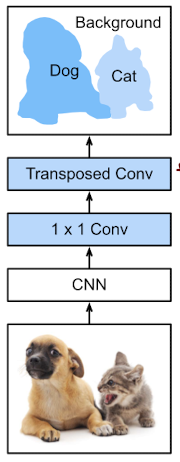 Background
Dog
Cat
Transposed Conv
1 x 1 Conv
CNN